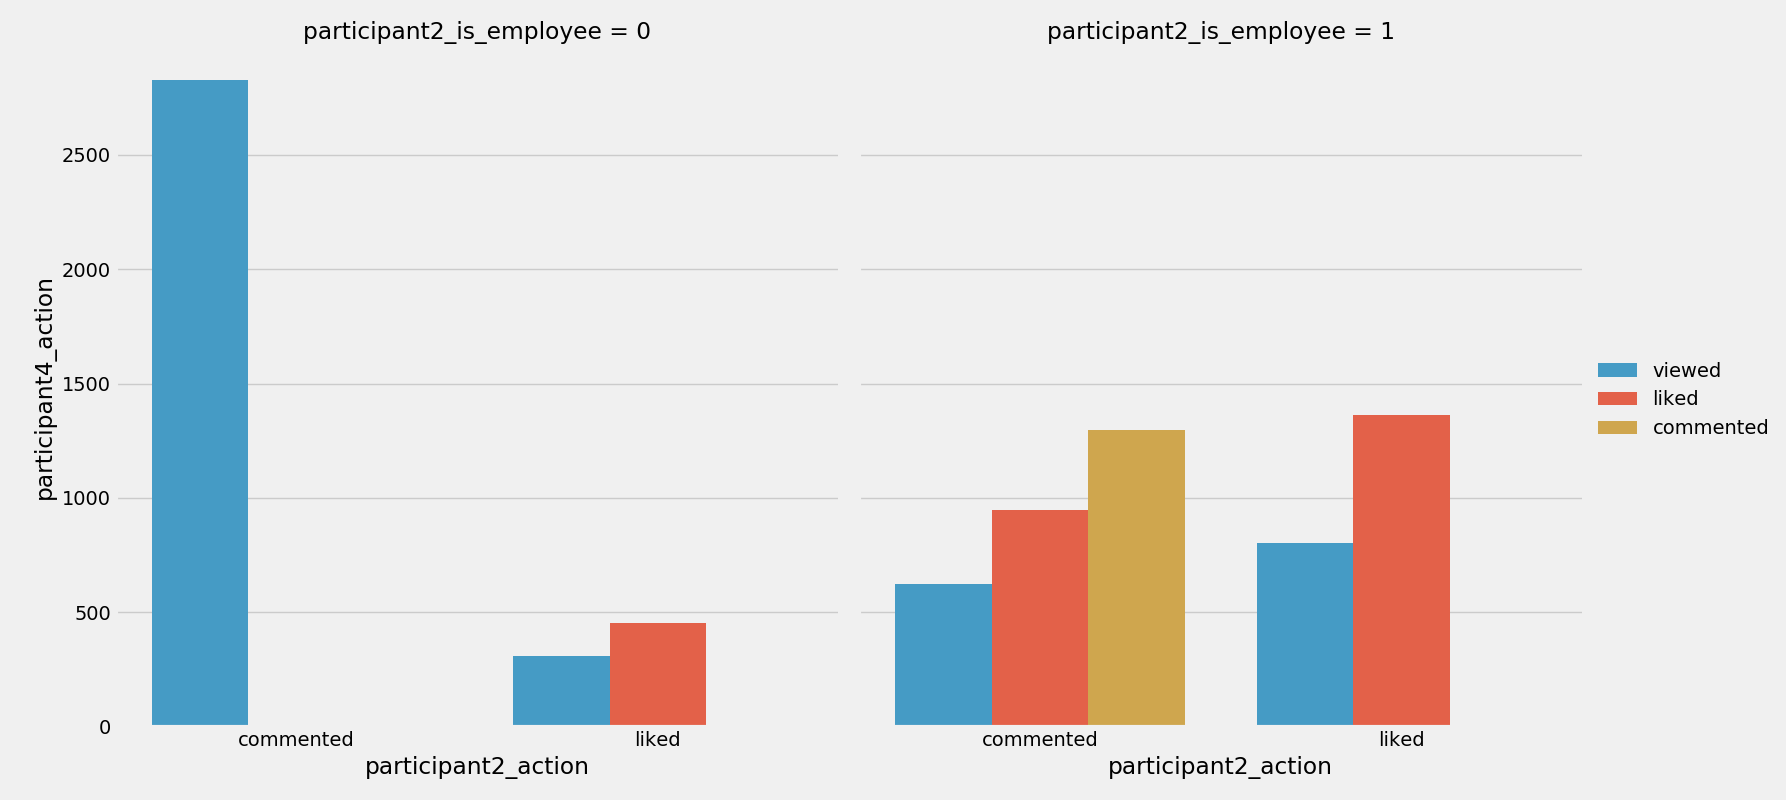 participant2_is_employee = 0
participant2_is_employee = 1
participant4_action
2500
2000
1500
1000
500
0
commented
liked
commented
liked
participant2_action
participant2_action
viewed
liked
commented